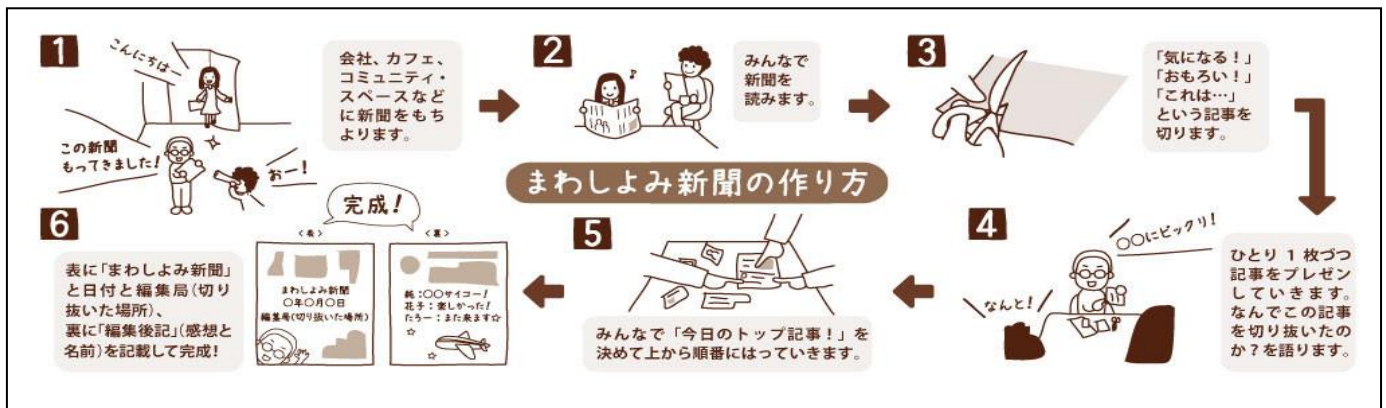 まわしよみ新聞の作り方
1
こんにちはー
この新聞
もってきました!
おー!
会社、カフェ、
コミュニティ・
スペースなど
に新聞をもち
よります。
2
みんなで
新聞を
読みます。
3
「気になる!」
「おもろい!」
「これは…」
という記事を
切ります。
4
○○にビックリ!
なんと!
ひとり1枚づつ
記事をプレゼン
していきます。
なんでこの記事
を切り抜いたの
か?を語ります。
5
みんなで「今日のトップ記事!」を
決めて上から順番にはっていきます。
6
完成!
<表>
まわしよみ新聞
○年○月○日
編集局(切り抜いた場所)
<裏>
純:○○サイコー!
花子:楽しかった!
たろー:また来ます☆
表に「まわしよみ新聞」
と日付と編集局(切り
抜いた場所)、
裏に「編集後記」(感想と
名前)を記載して完成!